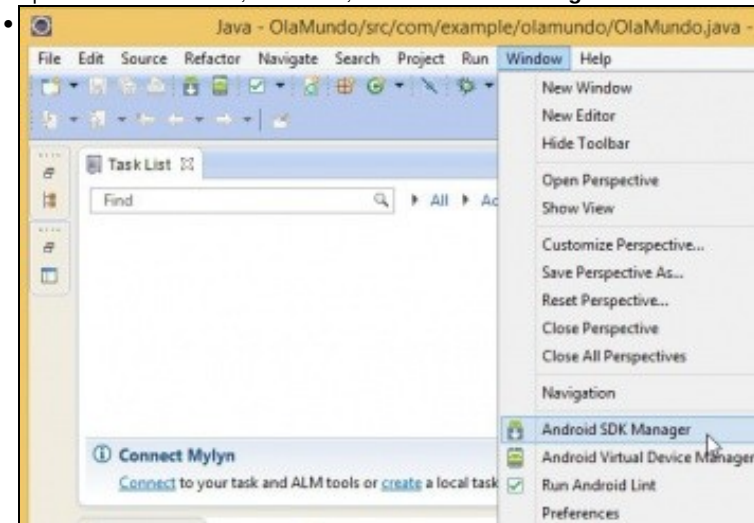 Java - OlaMundo/src/com/example/olamundo/OlaMundo.java -
File Edit Source Refactor Navigate Search Project Run Window Help
New Window
New Editor
Hide Toolbar
Task List
Open Perspective
Find All Ac
Show View
Customize Perspective...
Save Perspective As...
Reset Perspective...
Close Perspective
Close All Perspectives
Navigation
Android SDK Manager
Connect Mylyn
Android Virtual Device Manager
Connect to your task and ALM tools or create a local task
Run Android Lint
Preferences